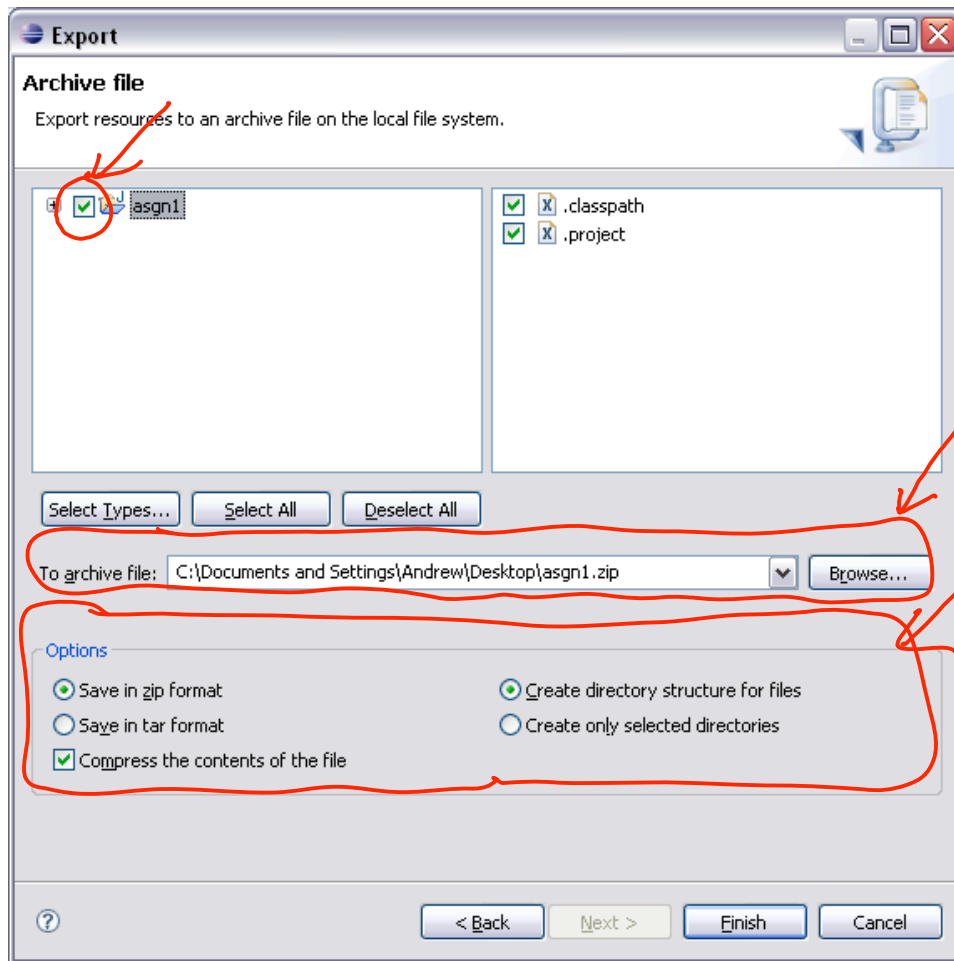 Export
Archive file
Export resources to an archive file on the local file system.
asgn1
.classpath
.project
Select Types...
Select All
Deselect All
To archive file: C:\Documents and Settings\Andrew\Desktop\asgn1.zip Browse...
Options
Save in zip format
Create directory structure for files
Save in tar format
Create only selected directories
Compress the contents of the file
? < Back Next > Finish Cancel